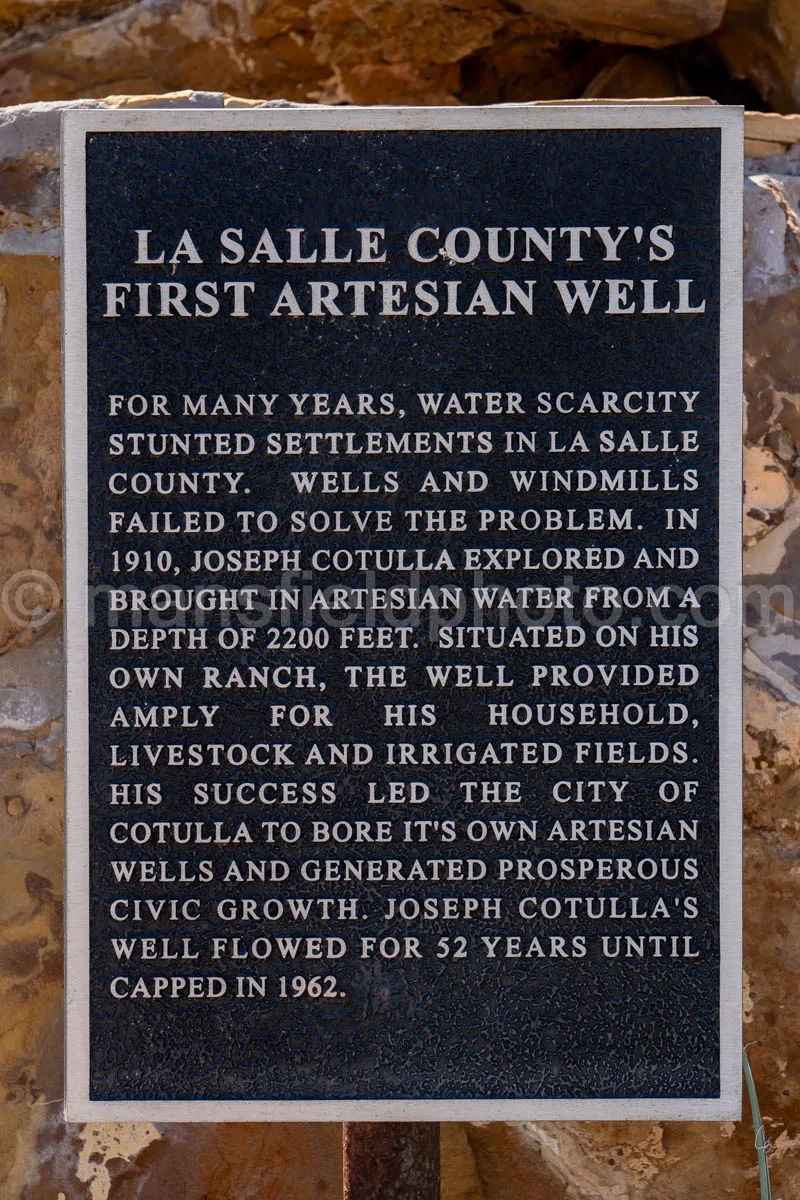 LA SALLE COUNTY'S
FIRST ARTESIAN WELL
FOR MANY YEARS, WATER SCARCITY
STUNTED SETTLEMENTS IN LA SALLE
COUNTY. WELLS AND WINDMILLS
FAILED TO SOLVE THE PROBLEM. IN
1910, JOSEPH COTULLA EXPLORED AND
BROUGHT IN ARTESIAN WATER FROM A
DEPTH OF 2200 FEET. SITUATED ON HIS
OWN RANCH, THE WELL PROVIDED
AMPLY FOR HIS HOUSEHOLD,
LIVESTOCK AND IRRIGATED FIELDS.
HIS SUCCESS LED THE CITY OF
COTULLA TO BORE IT'S OWN ARTESIAN
WELLS AND GENERATED PROSPEROUS
CIVIC GROWTH. JOSEPH COTULLA'S
WELL FLOWED FOR 52 YEARS UNTIL
CAPPED IN 1962.
© mansfieldphoto.com